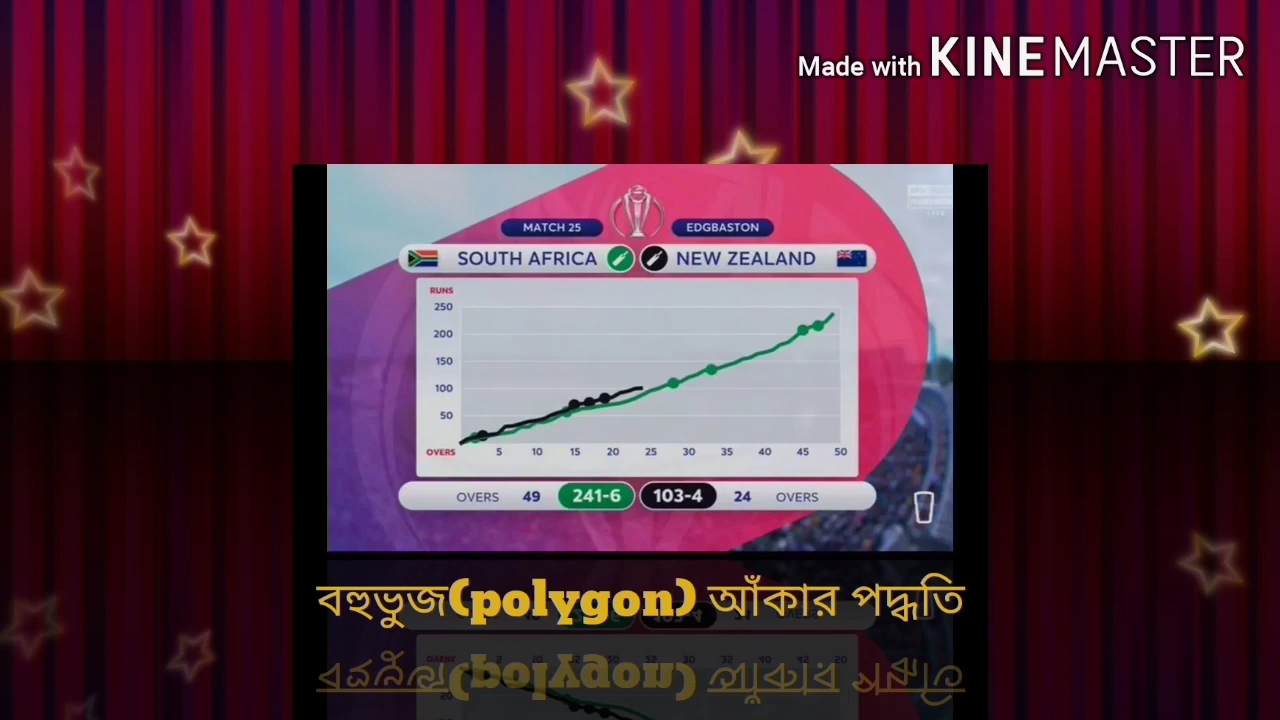 Made with KINEMASTER
MATCH 25 EDGBASTON
SOUTH AFRICA NEW ZEALAND
RUNS
250
200
150
100
50
OVERS 5 10 15 20 25 30 35 40 45 50
OVERS 49 241-6 103-4 24 OVERS
বহুভুজ(polygon) আঁকার পদ্ধতি